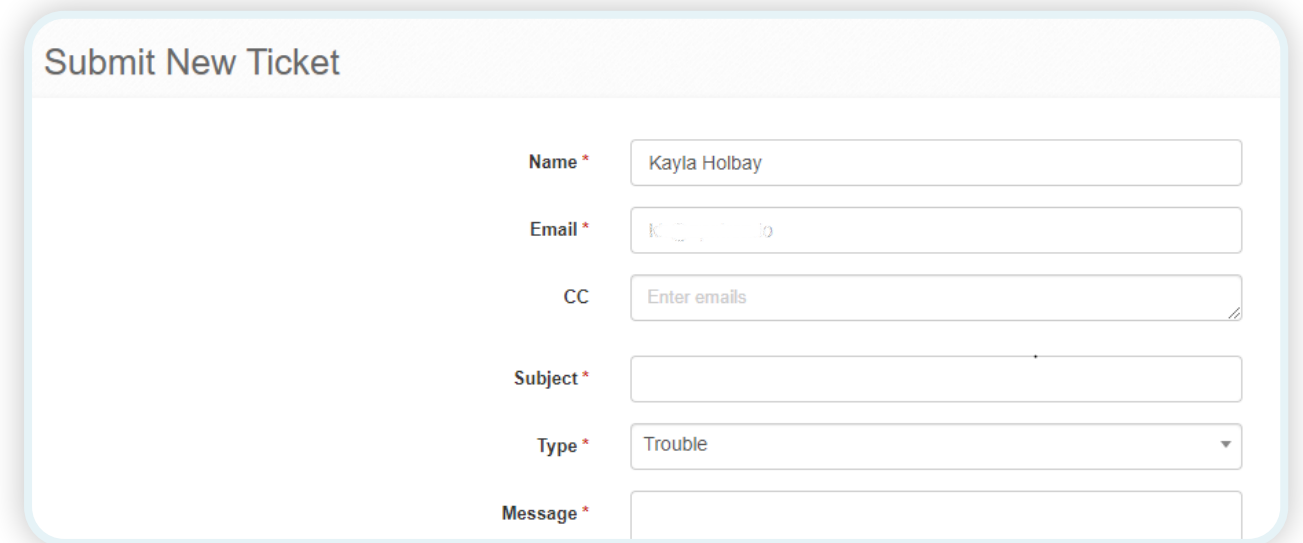 Submit New Ticket
Name * Kayla Holbay
Email *
CC Enter emails
Subject *
Type * Trouble
Message *